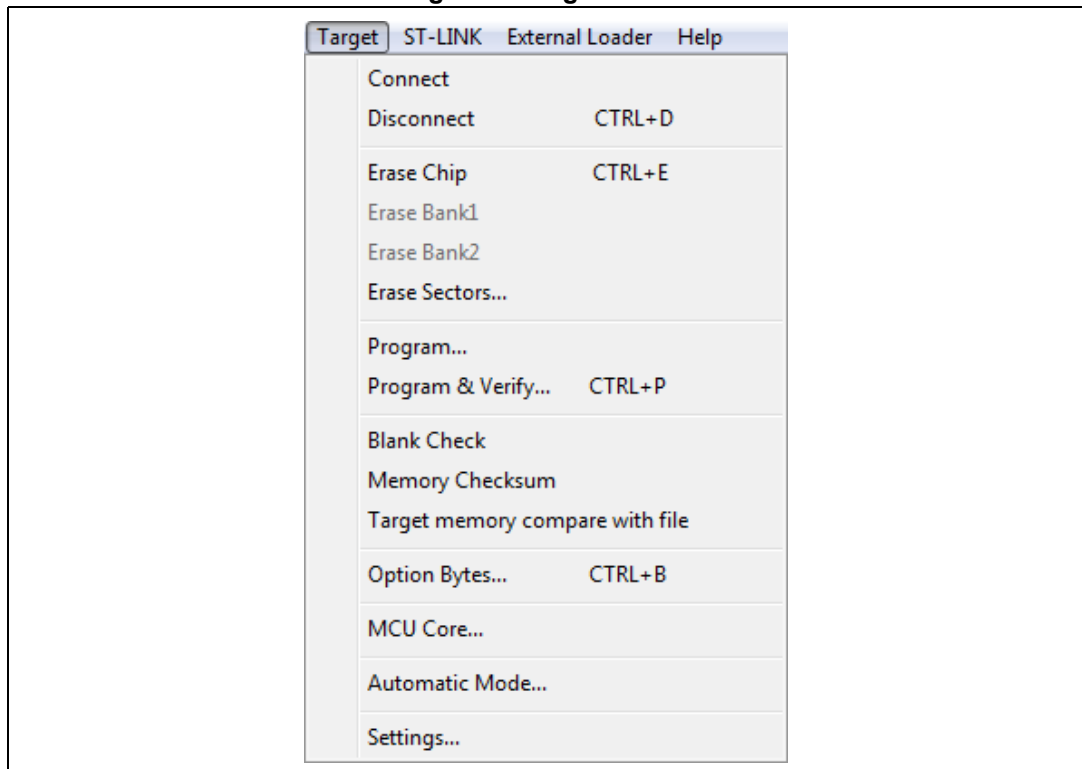 Target ST-LINK External Loader Help
Connect
Disconnect CTRL+D
Erase Chip CTRL+E
Erase Bank1
Erase Bank2
Erase Sectors...
Program...
Program & Verify... CTRL+P
Blank Check
Memory Checksum
Target memory compare with file
Option Bytes... CTRL+B
MCU Core...
Automatic Mode...
Settings...